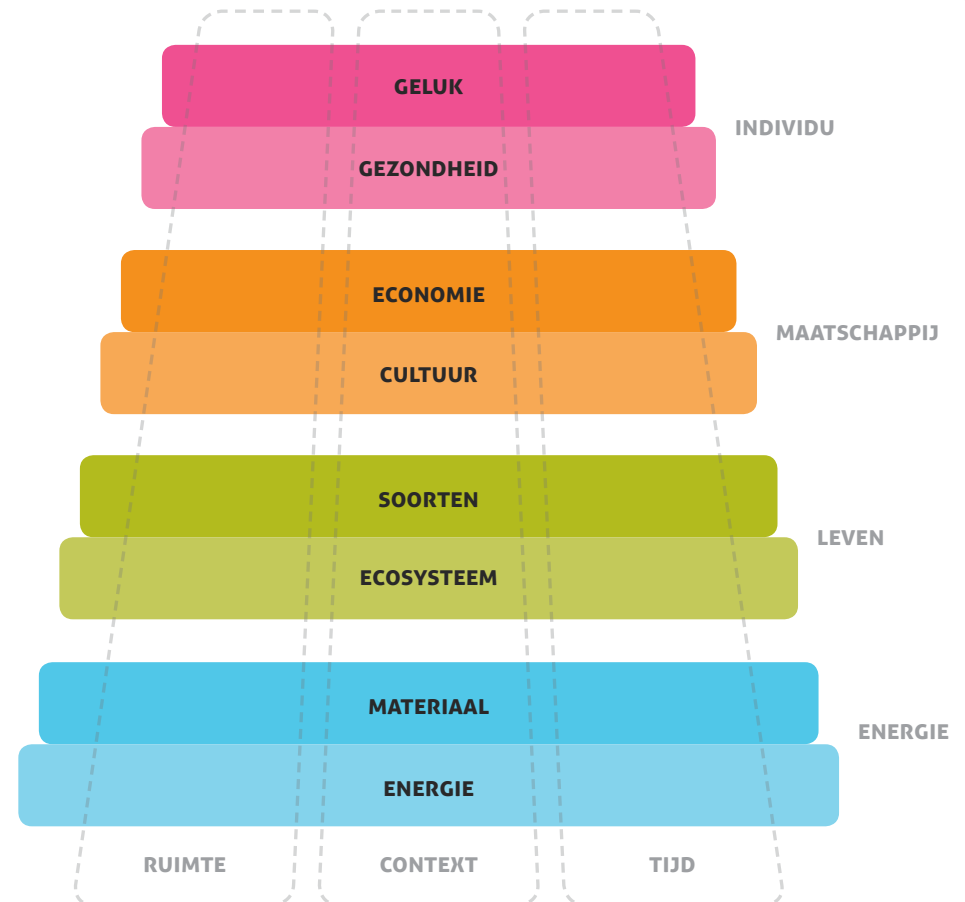 GELUK
INDIVIDU
GEZONDHEID
ECONOMIE
MAATSCHAPPIJ
CULTUUR
SOORTEN
LEVEN
ECOSYSTEEM
MATERIAAL
ENERGIE
ENERGIE
RUIMTE CONTEXT TIJD